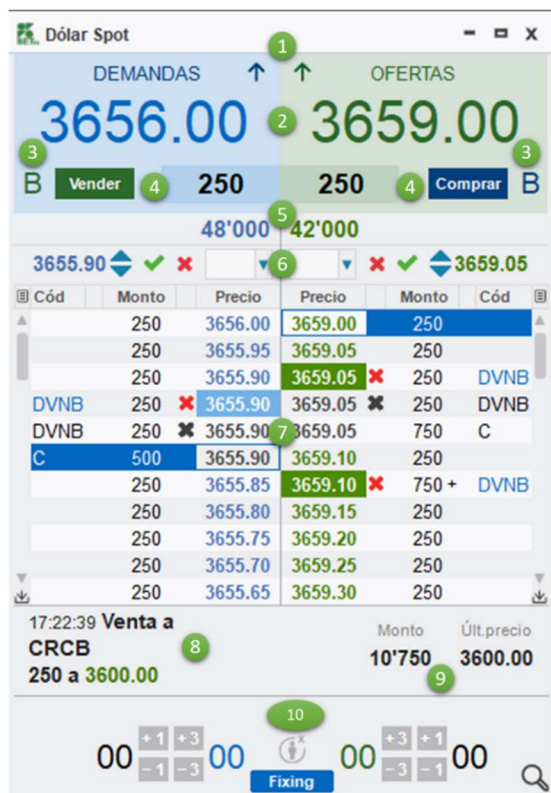 Dólar Spot
1
DEMANDAS ↑ ↑ OFERTAS
3656.00 2 3659.00
3 3
B Vender 4 250 250 4 Comprar B
5
48'000 42'000
3655.90 6 3659.05
Cód Monto Precio Precio Monto Cód
250 3656.00 3659.00 250
250 3655.95 3659.05 250
250 3655.90 3659.05 250 DVNB
DVNB 250 3655.90 3659.05 250 DVNB
DVNB 250 3655.90 7 3659.05 750 C
C 500 3655.90 3659.10 250
250 3655.85 3659.10 750 + DVNB
250 3655.80 3659.15 250
250 3655.75 3659.20 250
250 3655.70 3659.25 250
250 3655.65 3659.30 250
17:22:39 Venta a
CRCB
250 a 3600.00
8
Monto Últ.precio
10'750 3600.00
9
10
00 +1 +3 00 00 +3 +1 00
-1 -3 -3 -1
Fixing